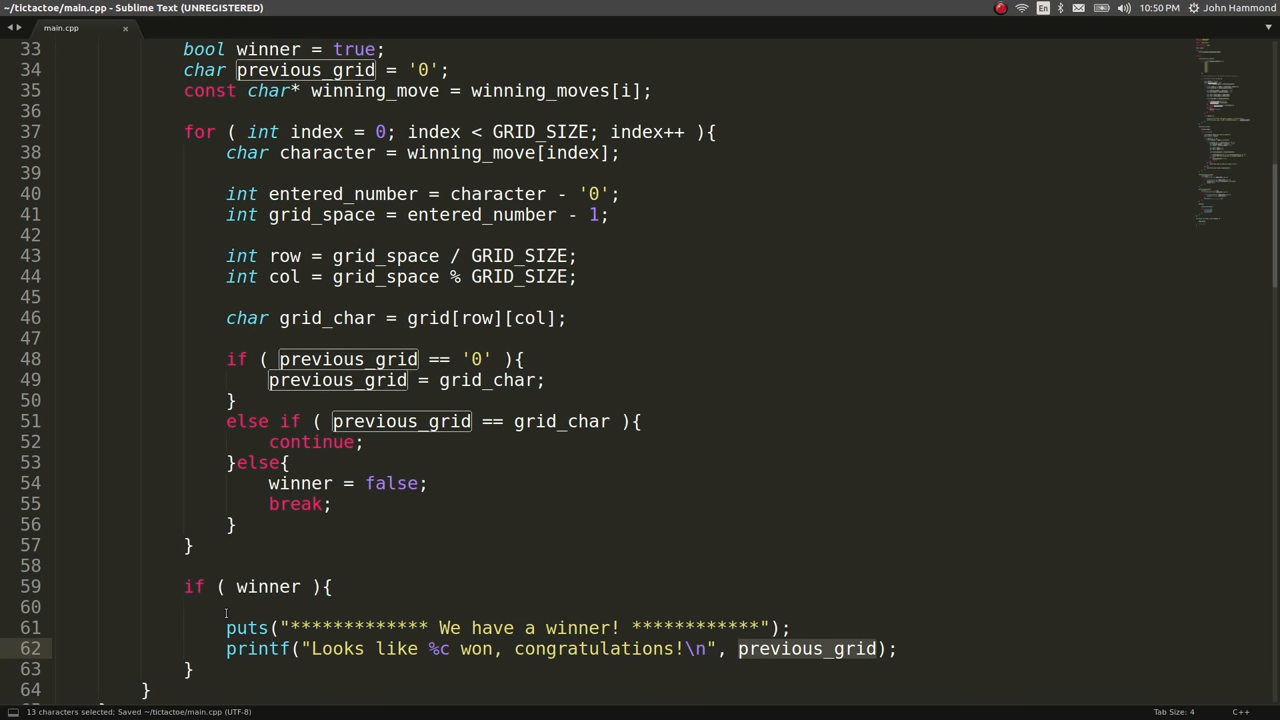 ~/tictactoe/main.cpp - Sublime Text (UNREGISTERED)
En
10:50 PM
John Hammond
main.cpp
33 bool winner = true;
34 char previous_grid = '0';
35 const char* winning_move = winning_moves[i];
36
37 for ( int index = 0; index < GRID_SIZE; index++ ){
38 char character = winning_move[index];
39
40 int entered_number = character - '0';
41 int grid_space = entered_number - 1;
42
43 int row = grid_space / GRID_SIZE;
44 int col = grid_space % GRID_SIZE;
45
46 char grid_char = grid[row][col];
47
48 if ( previous_grid == '0' ){
49 previous_grid = grid_char;
50 }
51 else if ( previous_grid == grid_char ){
52 continue;
53 }else{
54 winner = false;
55 break;
56 }
57 }
58
59 if ( winner ){
60
61 puts("************* We have a winner! ************");
62 printf("Looks like %c won, congratulations!\n", previous_grid);
63 }
64 }
13 characters selected; Saved ~/tictactoe/main.cpp (UTF-8)
Tab Size: 4
C++